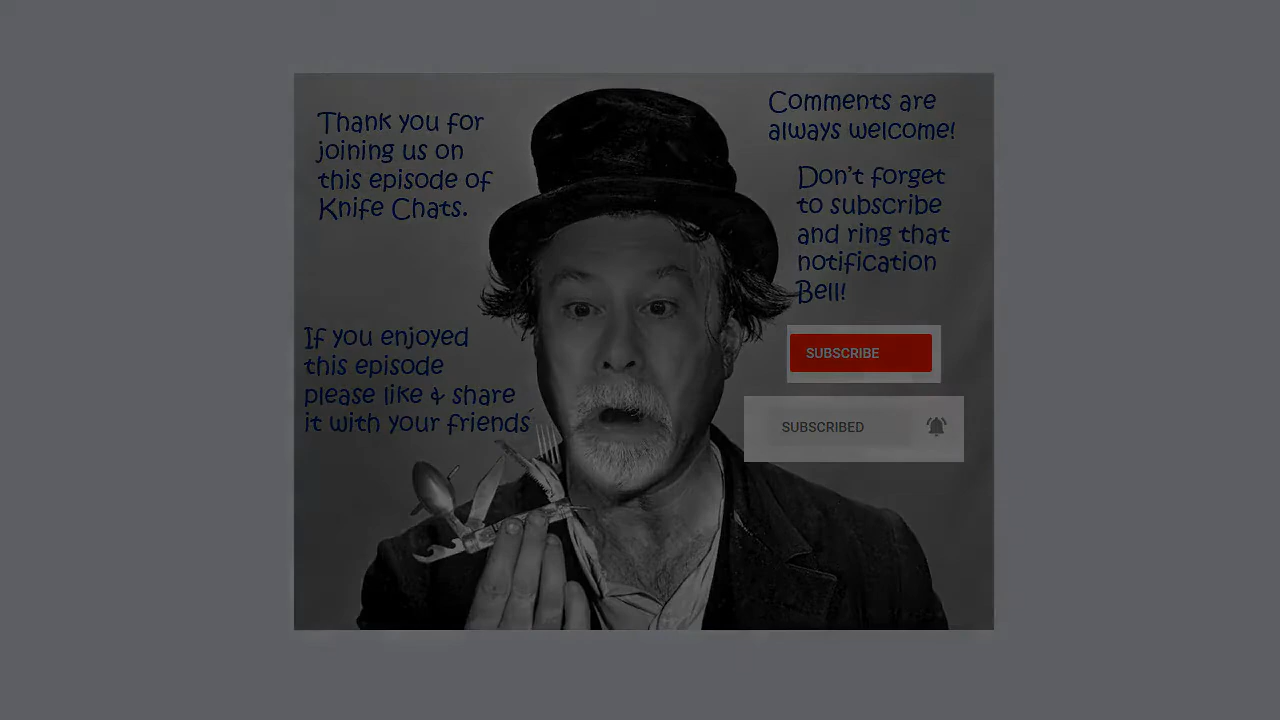 Thank you for
joining us on
this episode of
Knife Chats.
If you enjoyed
this episode
please like & share
it with your friends
Comments are
always welcome!
Don't forget
to subscribe
and ring that
notification
Bell!
SUBSCRIBE
SUBSCRIBED